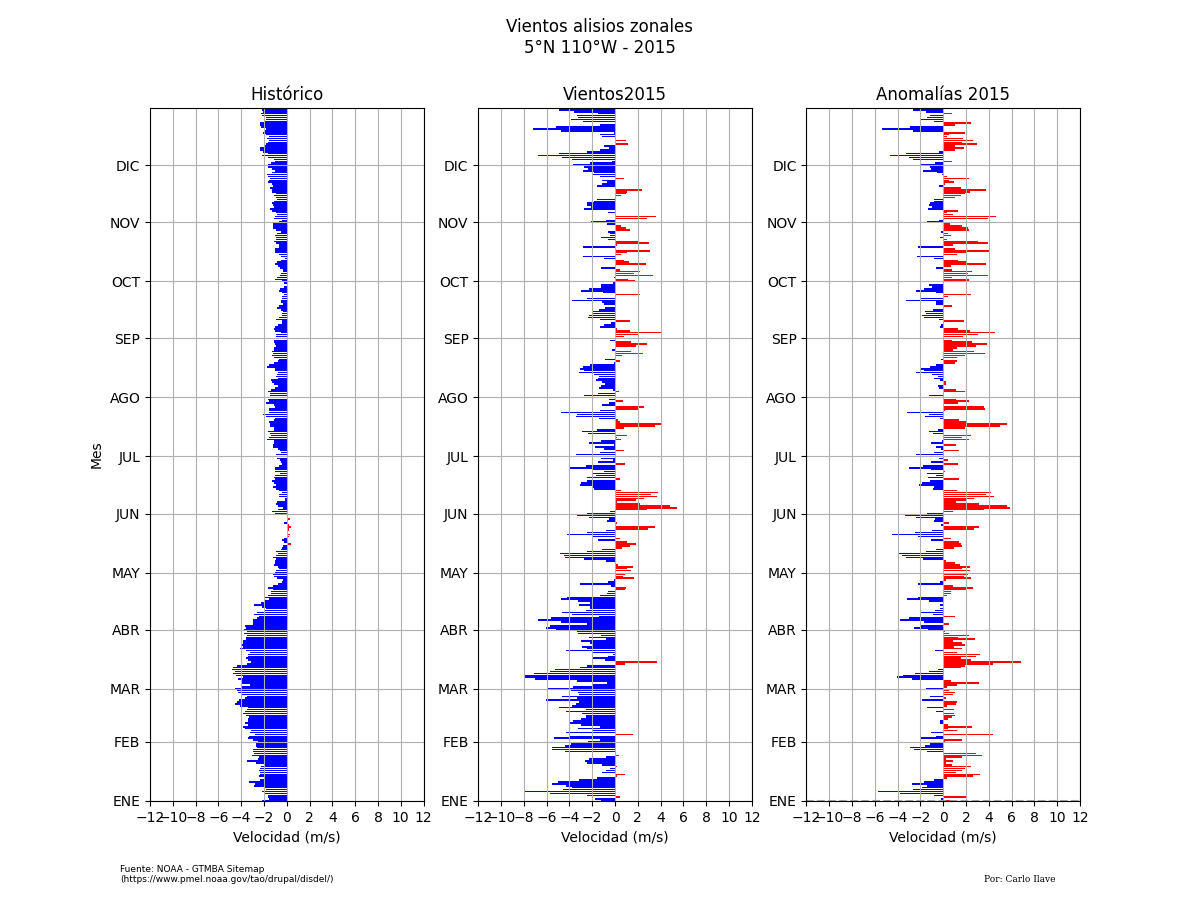 Vientos alisios zonales
5°N 110°W - 2015
Histórico
Vientos2015
Anomalías 2015
Mes
DIC
NOV
OCT
SEP
AGO
JUL
JUN
MAY
ABR
MAR
FEB
ENE
DIC
NOV
OCT
SEP
AGO
JUL
JUN
MAY
ABR
MAR
FEB
ENE
DIC
NOV
OCT
SEP
AGO
JUL
JUN
MAY
ABR
MAR
FEB
ENE
−12 −10 −8 −6 −4 −2 0 2 4 6 8 10 12
−12 −10 −8 −6 −4 −2 0 2 4 6 8 10 12
−12 −10 −8 −6 −4 −2 0 2 4 6 8 10 12
Velocidad (m/s)
Velocidad (m/s)
Velocidad (m/s)
Fuente: NOAA - GTMBA Sitemap
(https://www.pmel.noaa.gov/tao/drupal/disdel/)
Por: Carlo Ilave